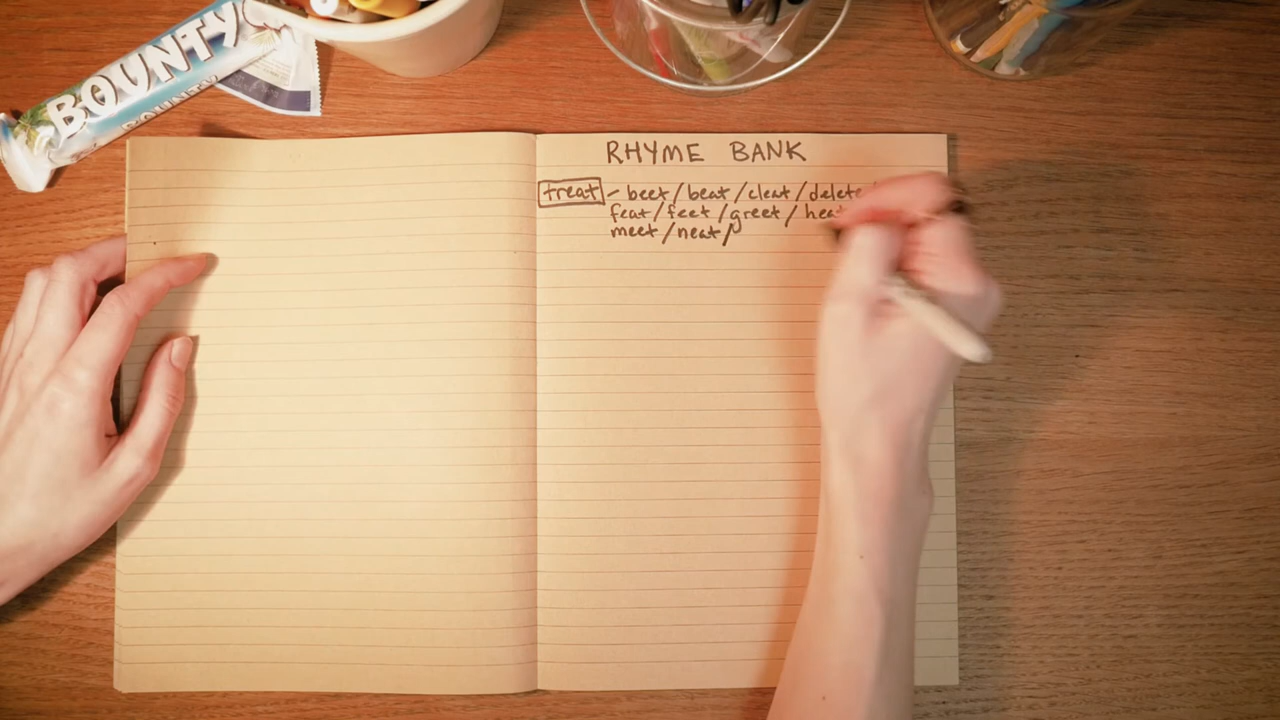 BOUNTY
RHYME BANK
treat - beet / beat / cleat / delete /
feat / feet / greet / heat
meet / neat /